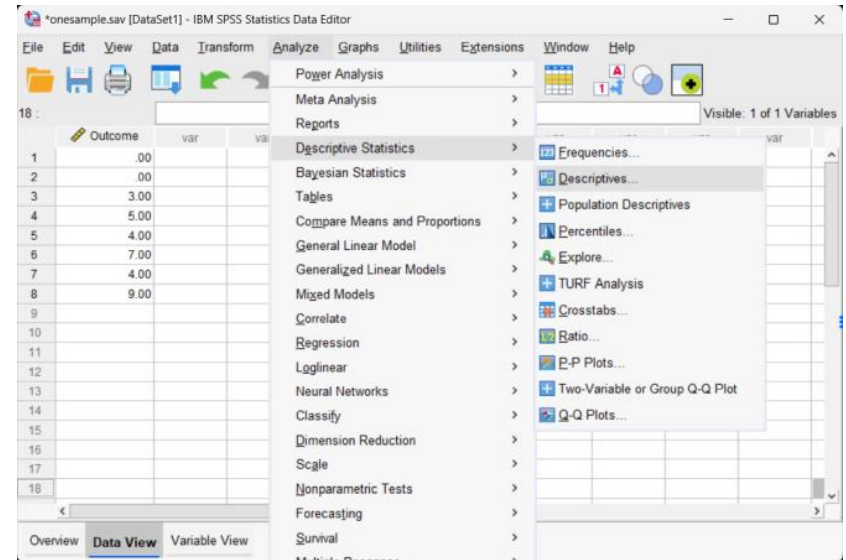 *onesample.sav [DataSet1] - IBM SPSS Statistics Data Editor
File Edit View Data Transform Analyze Graphs Utilities Extensions Window Help
18 :
Visible: 1 of 1 Variables
Outcome var var
1 .00
2 .00
3 3.00
4 5.00
5 4.00
6 7.00
7 4.00
8 9.00
9
10
11
12
13
14
15
16
17
18
Power Analysis
Meta Analysis
Reports
Descriptive Statistics
Bayesian Statistics
Tables
Compare Means and Proportions
General Linear Model
Generalized Linear Models
Mixed Models
Correlate
Regression
Loglinear
Neural Networks
Classify
Dimension Reduction
Scale
Nonparametric Tests
Forecasting
Survival
Frequencies...
Descriptives...
Population Descriptives
Percentiles...
Explore...
TURF Analysis
Crosstabs...
Ratio...
P-P Plots...
Two-Variable or Group Q-Q Plot
Q-Q Plots...
Overview Data View Variable View